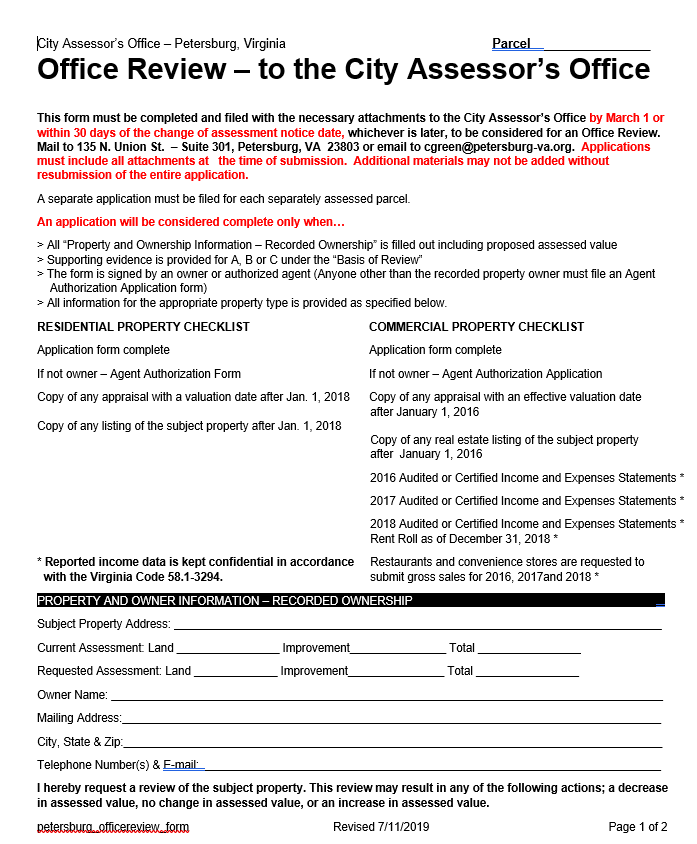 City Assessor's Office – Petersburg, Virginia Parcel
Office Review – to the City Assessor's Office
This form must be completed and filed with the necessary attachments to the City Assessor's Office by March 1 or
within 30 days of the change of assessment notice date, whichever is later, to be considered for an Office Review.
Mail to 135 N. Union St. – Suite 301, Petersburg, VA 23803 or email to cgreen@petersburg-va.org. Applications
must include all attachments at the time of submission. Additional materials may not be added without
resubmission of the entire application.
A separate application must be filed for each separately assessed parcel.
An application will be considered complete only when…
> All “Property and Ownership Information – Recorded Ownership” is filled out including proposed assessed value
> Supporting evidence is provided for A, B or C under the “Basis of Review”
> The form is signed by an owner or authorized agent (Anyone other than the recorded property owner must file an Agent
Authorization Application form)
> All information for the appropriate property type is provided as specified below.
RESIDENTIAL PROPERTY CHECKLIST
Application form complete
If not owner – Agent Authorization Form
Copy of any appraisal with a valuation date after Jan. 1, 2018
Copy of any listing of the subject property after Jan. 1, 2018
* Reported income data is kept confidential in accordance
with the Virginia Code 58.1-3294.
COMMERCIAL PROPERTY CHECKLIST
Application form complete
If not owner – Agent Authorization Application
Copy of any appraisal with an effective valuation date
after January 1, 2016
Copy of any real estate listing of the subject property
after January 1, 2016
2016 Audited or Certified Income and Expenses Statements *
2017 Audited or Certified Income and Expenses Statements *
2018 Audited or Certified Income and Expenses Statements *
Rent Roll as of December 31, 2018 *
Restaurants and convenience stores are requested to
submit gross sales for 2016, 2017and 2018 *
PROPERTY AND OWNER INFORMATION – RECORDED OWNERSHIP
Subject Property Address:
Current Assessment: Land Improvement Total
Requested Assessment: Land Improvement Total
Owner Name:
Mailing Address:
City, State & Zip:
Telephone Number(s) & E-mail:
I hereby request a review of the subject property. This review may result in any of the following actions; a decrease
in assessed value, no change in assessed value, or an increase in assessed value.
petersburg_officereview_form Revised 7/11/2019 Page 1 of 2